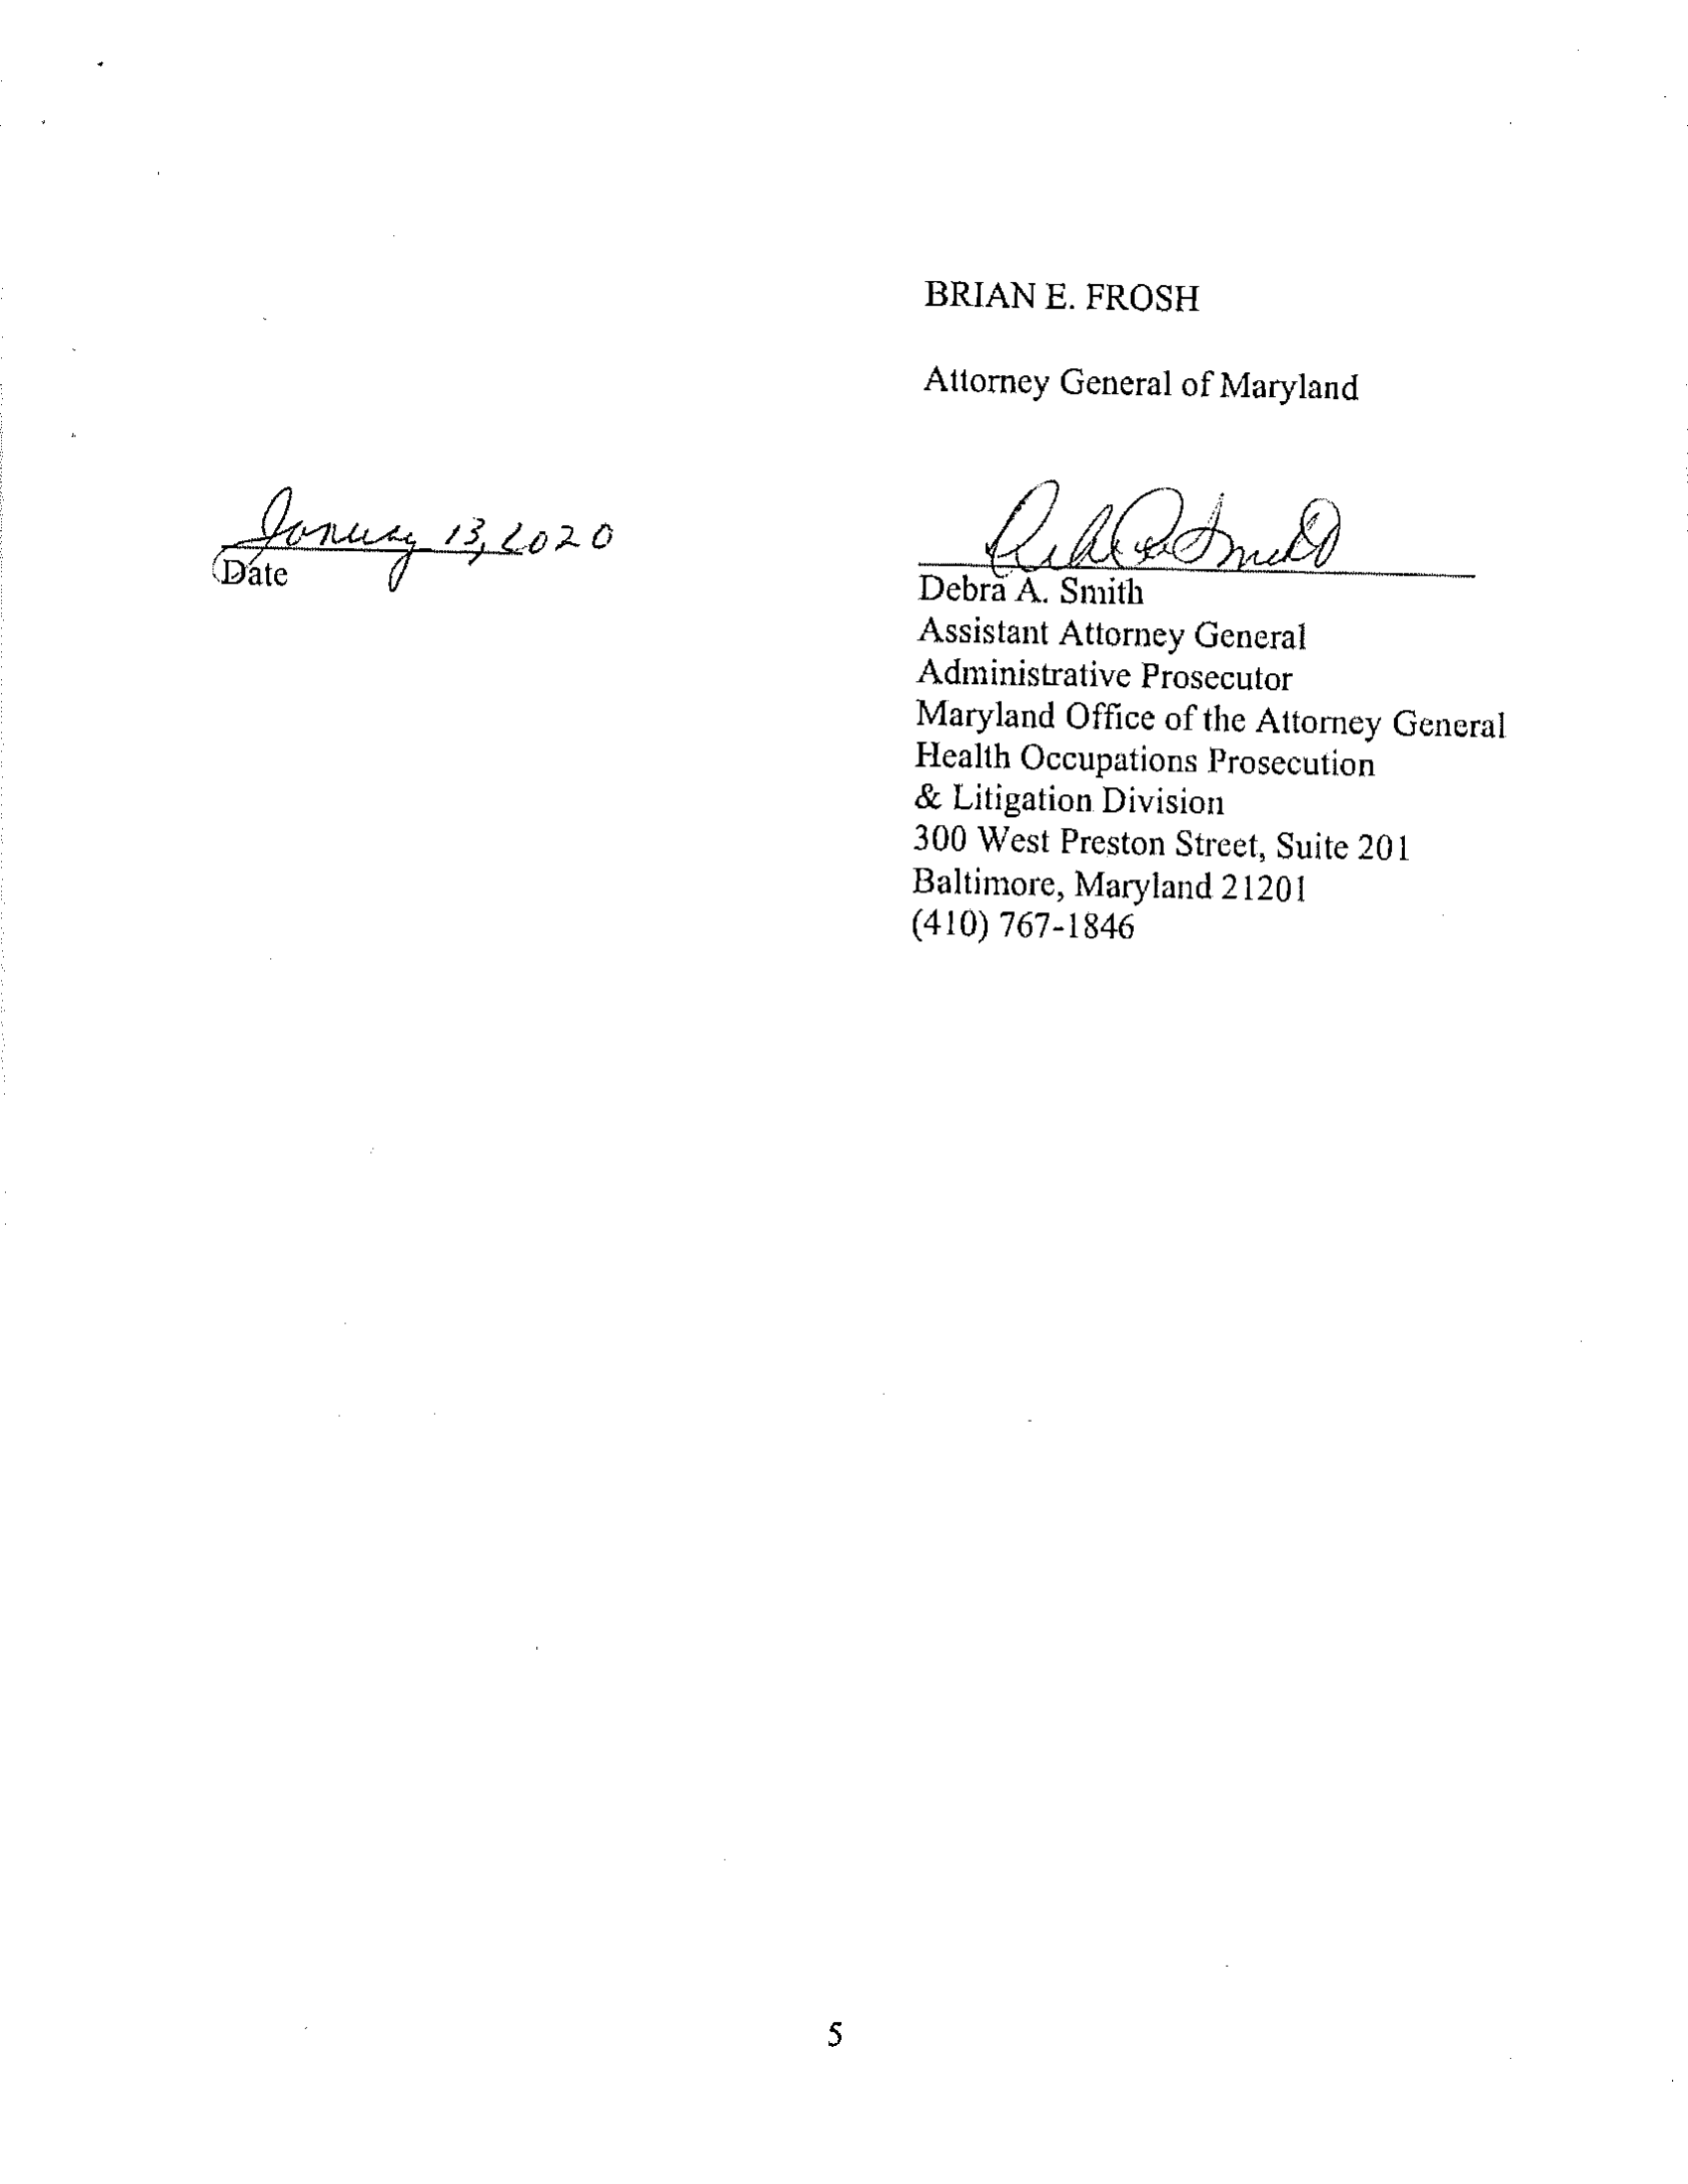 BRIAN E. FROSH
Attorney General of Maryland
January 13, 2020
Date
Debra A. Smith
Debra A. Smith
Assistant Attorney General
Administrative Prosecutor
Maryland Office of the Attorney General
Health Occupations Prosecution
& Litigation Division
300 West Preston Street, Suite 201
Baltimore, Maryland 21201
(410) 767-1846
5